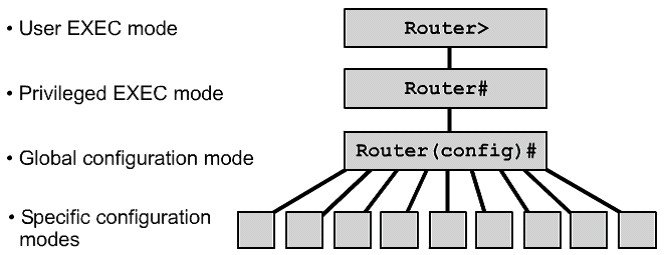 • User EXEC mode
Router>
• Privileged EXEC mode
Router#
• Global configuration mode
Router(config)#
• Specific configuration
modes